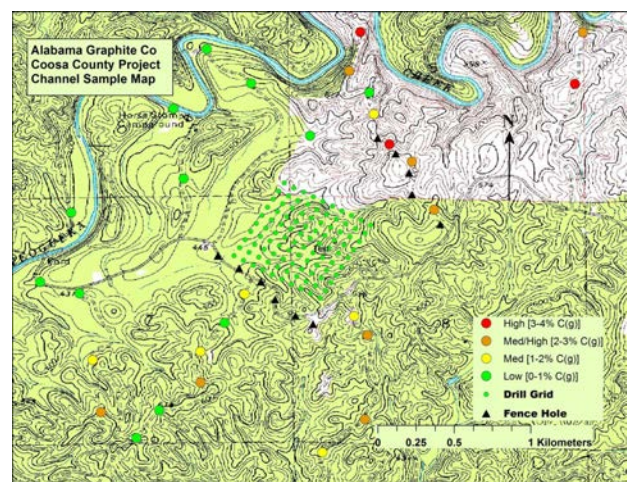 Alabama Graphite Co
Coosa County Project
Channel Sample Map
CREEK
N
High [3-4% C(g)]
Med/High [2-3% C(g)]
Med [1-2% C(g)]
Low [0-1% C(g)]
Drill Grid
Fence Hole
0 0.25 0.5 1 Kilometers